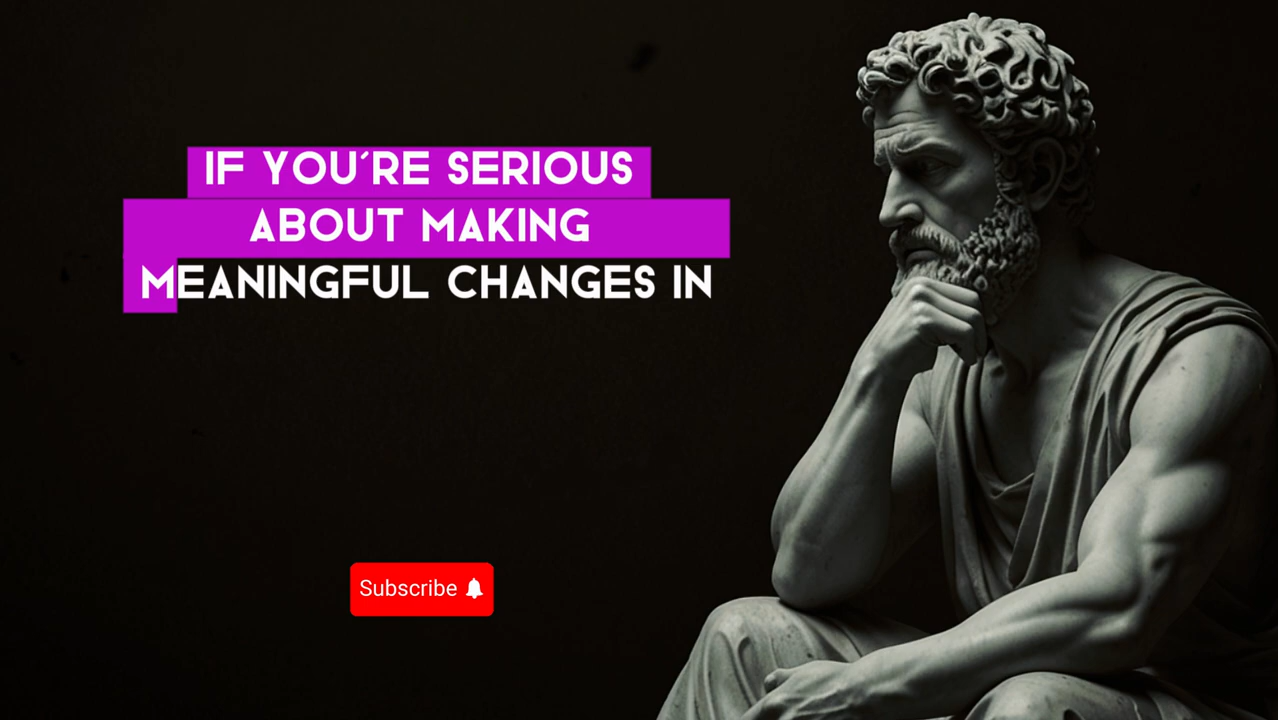 IF YOU'RE SERIOUS
ABOUT MAKING
MEANINGFUL CHANGES IN
Subscribe